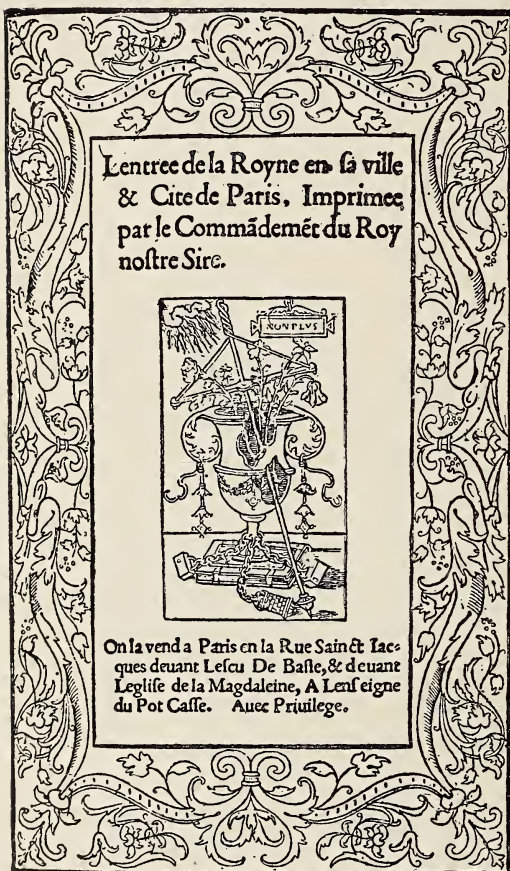 Lentree de la Royne en sa ville
& Cite de Paris, Imprimee
par le Commãdemẽt du Roy
noſtre Sire.
NON PLVS
On la vend a Paris en la Rue Sainct Iac-
ques deuant Leſcu De Baſle, & deuant
Legliſe de la Magdaleine, A Lenſeigne
du Pot Caſſe. Auec Priuilege.